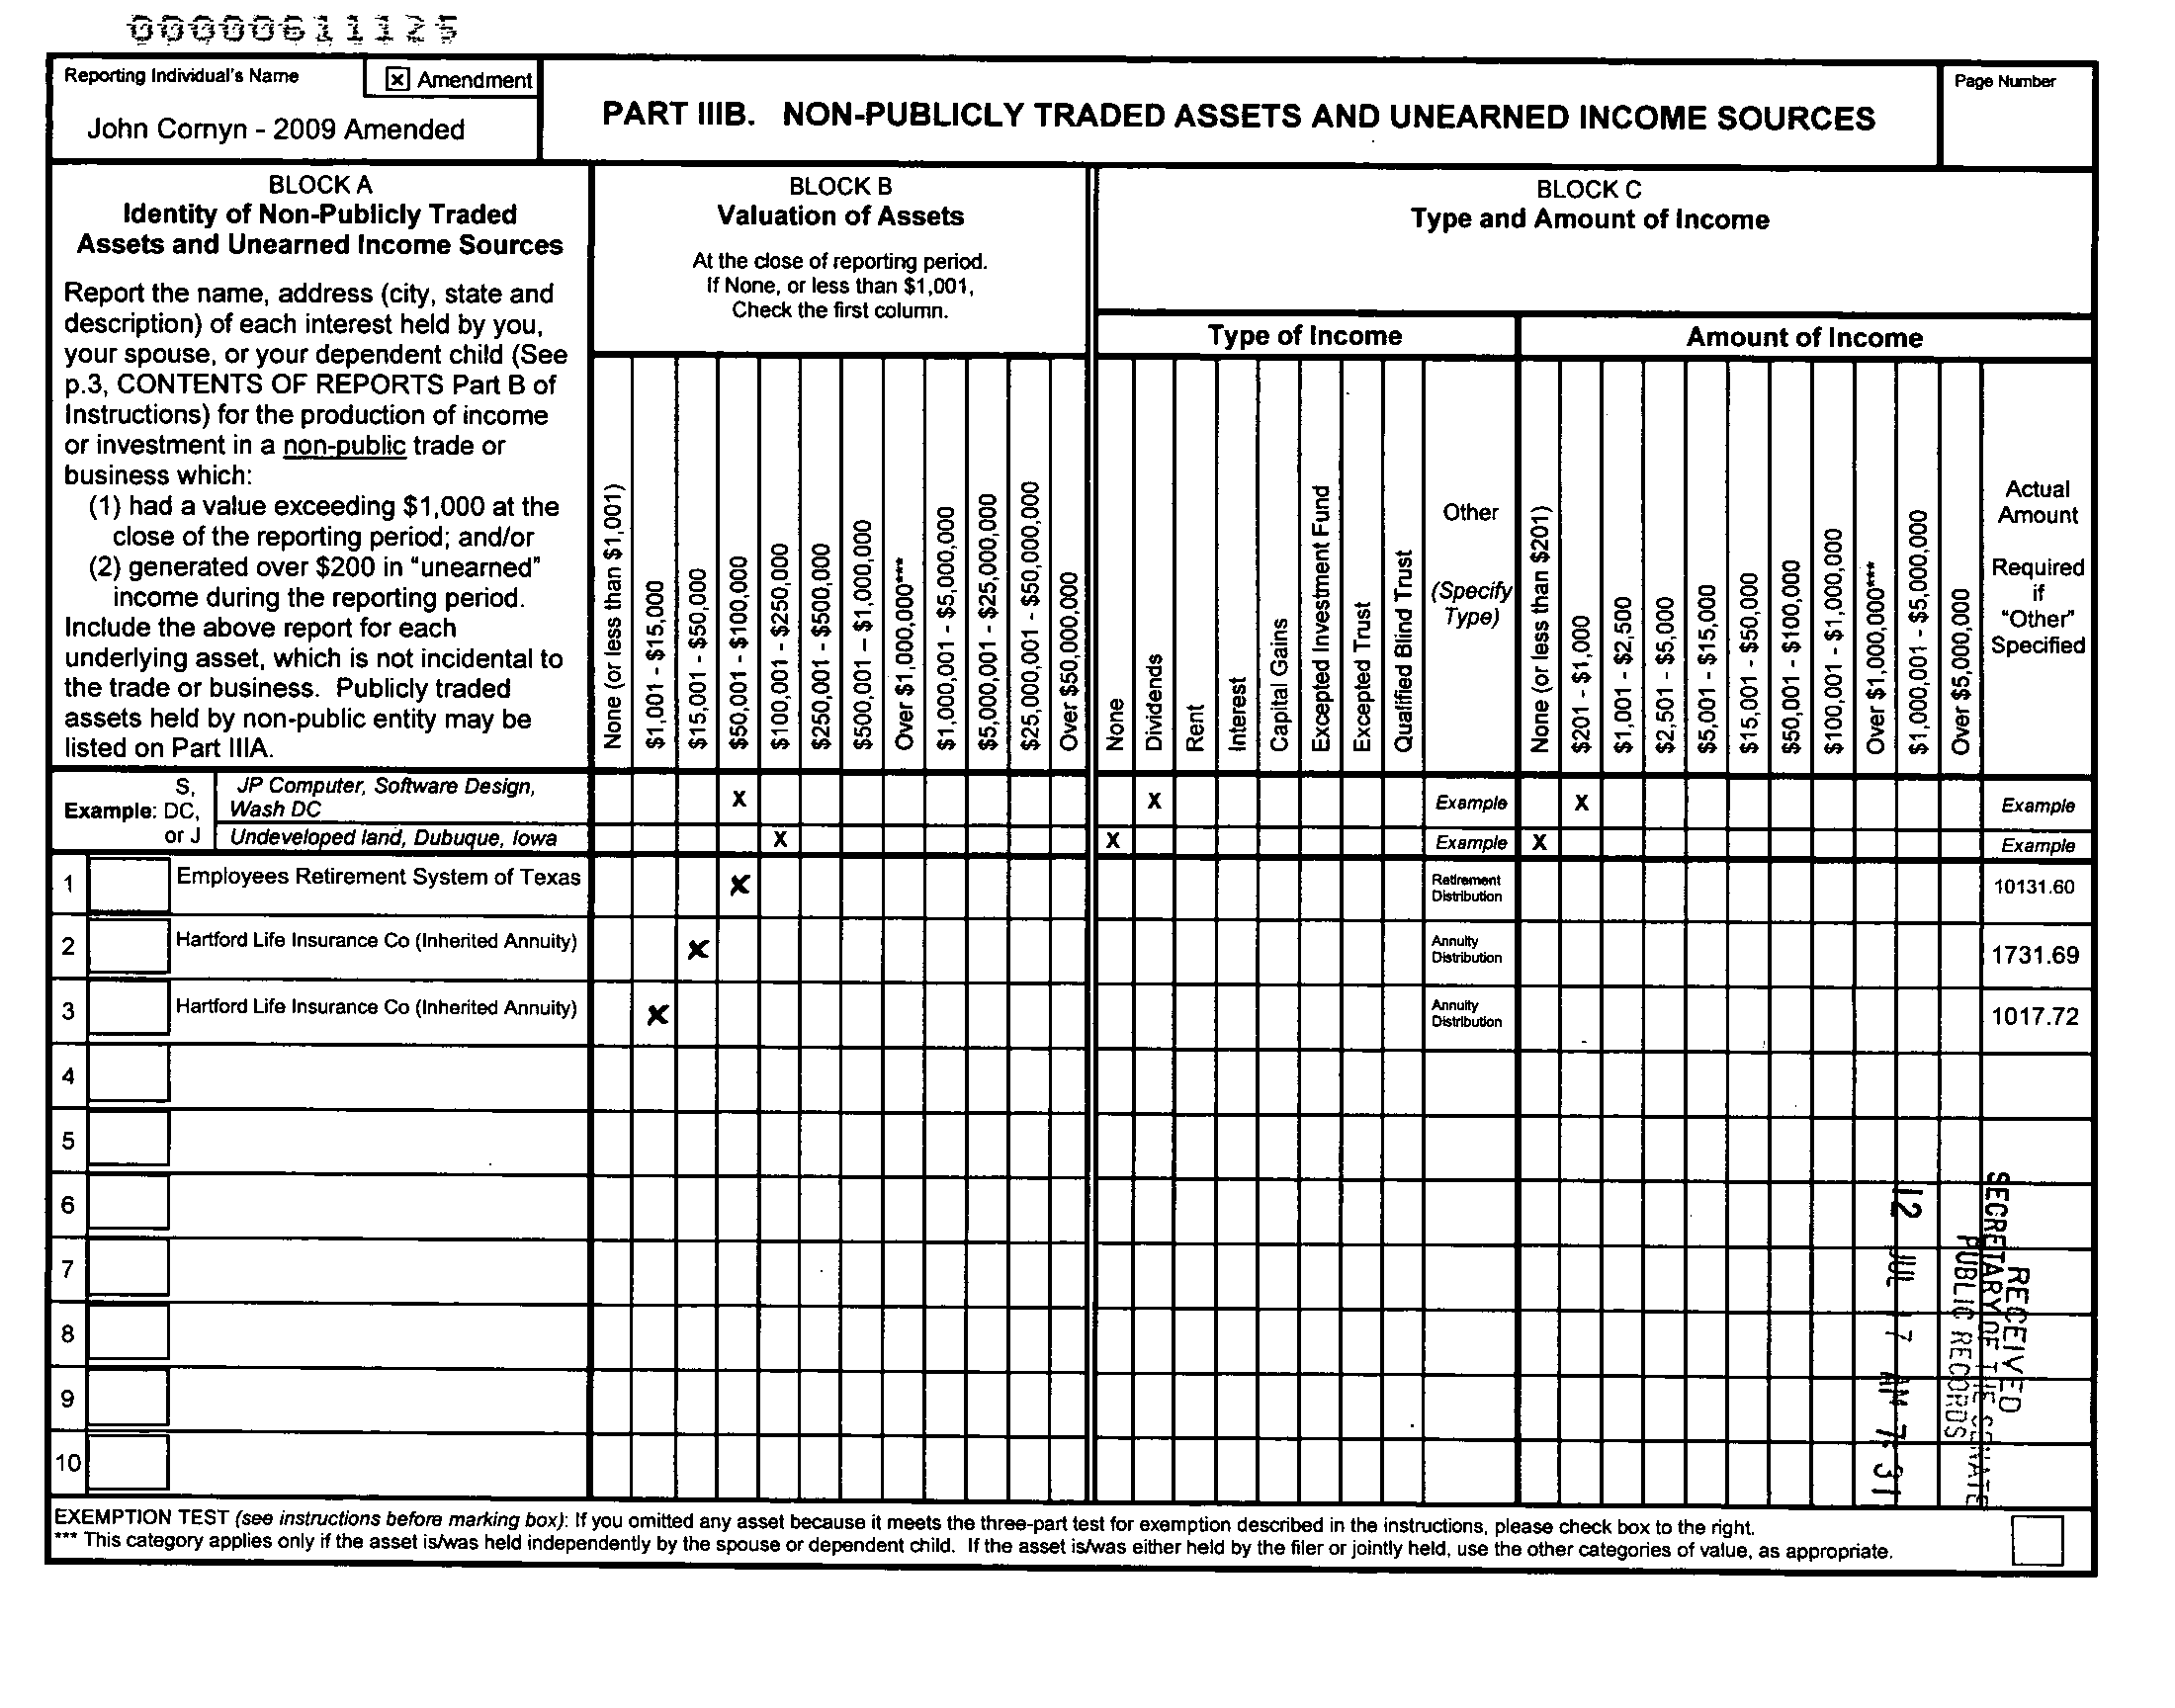 00000611125
Reporting Individual's Name
x Amendment
John Cornyn - 2009 Amended
PART IIIB. NON-PUBLICLY TRADED ASSETS AND UNEARNED INCOME SOURCES
Page Number
BLOCK A
Identity of Non-Publicly Traded
Assets and Unearned Income Sources
Report the name, address (city, state and
description) of each interest held by you,
your spouse, or your dependent child (See
p.3, CONTENTS OF REPORTS Part B of
Instructions) for the production of income
or investment in a non-public trade or
business which:
(1) had a value exceeding $1,000 at the
close of the reporting period; and/or
(2) generated over $200 in "unearned"
income during the reporting period.
Include the above report for each
underlying asset, which is not incidental to
the trade or business. Publicly traded
assets held by non-public entity may be
listed on Part IIIA.
BLOCK B
Valuation of Assets
At the close of reporting period.
If None, or less than $1,001,
Check the first column.
None (or less than $1,001)
$1,001 - $15,000
$15,001 - $50,000
$50,001 - $100,000
$100,001 - $250,000
$250,001 - $500,000
$500,001 – $1,000,000
Over $1,000,000***
$1,000,001 - $5,000,000
$5,000,001 - $25,000,000
$25,000,001 - $50,000,000
Over $50,000,000
BLOCK C
Type and Amount of Income
Type of Income
None
Dividends
Rent
Interest
Capital Gains
Excepted Investment Fund
Excepted Trust
Qualified Blind Trust
Other
(Specify
Type)
Amount of Income
None (or less than $201)
$201 - $1,000
$1,001 - $2,500
$2,501 - $5,000
$5,001 - $15,000
$15,001 - $50,000
$50,001 - $100,000
$100,001 - $1,000,000
Over $1,000,000***
$1,000,001 - $5,000,000
Over $5,000,000
Actual
Amount
Required
if
"Other"
Specified
Example: S, DC, or J
JP Computer, Software Design,
Wash DC
X X Example X Example
Undeveloped land, Dubuque, Iowa X X Example X Example
1 Employees Retirement System of Texas X Retirement Distribution 10131.60
2 Hartford Life Insurance Co (Inherited Annuity) X Annuity Distribution 1731.69
3 Hartford Life Insurance Co (Inherited Annuity) X Annuity Distribution 1017.72
4
5
6
7
8
9
10
RECEIVED
SECRETARY OF THE SENATE
PUBLIC RECORDS
12 JUL 17 AM 7:31
EXEMPTION TEST (see instructions before marking box): If you omitted any asset because it meets the three-part test for exemption described in the instructions, please check box to the right.
*** This category applies only if the asset is/was held independently by the spouse or dependent child. If the asset is/was either held by the filer or jointly held, use the other categories of value, as appropriate.